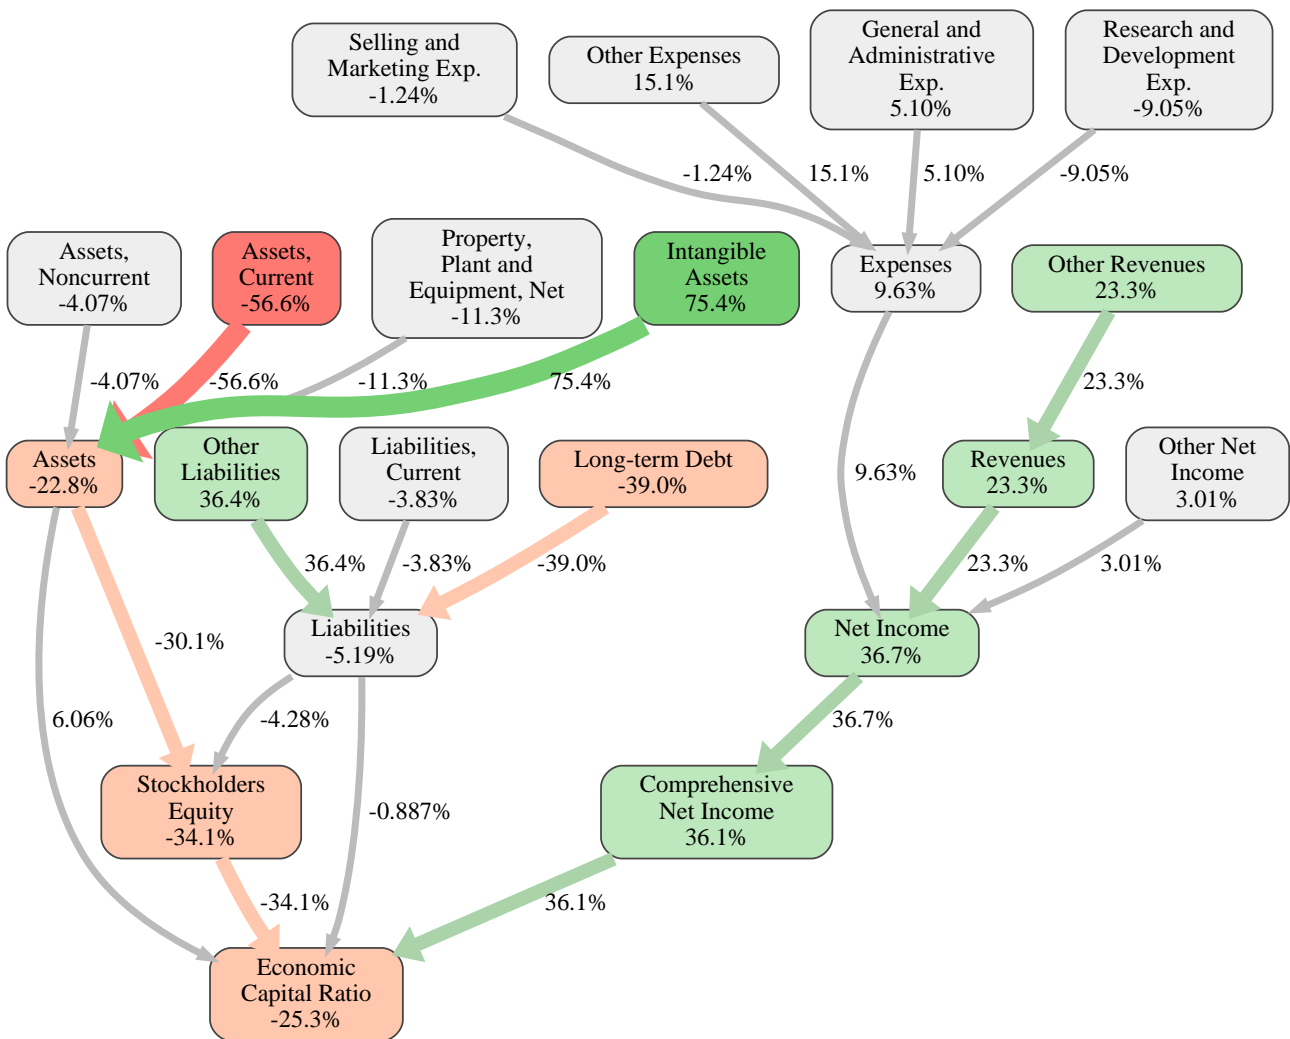 Selling and
Marketing Exp.
-1.24%
Other Expenses
15.1%
General and
Administrative
Exp.
5.10%
Research and
Development
Exp.
-9.05%
-1.24%
15.1%
5.10%
-9.05%
Assets,
Noncurrent
-4.07%
Assets,
Current
-56.6%
Property,
Plant and
Equipment, Net
-11.3%
Intangible
Assets
75.4%
Expenses
9.63%
Other Revenues
23.3%
-4.07%
-56.6%
-11.3%
75.4%
23.3%
Assets
-22.8%
Other
Liabilities
36.4%
Liabilities,
Current
-3.83%
Long-term Debt
-39.0%
9.63%
Revenues
23.3%
Other Net
Income
3.01%
36.4%
-3.83%
-39.0%
23.3%
3.01%
-30.1%
Liabilities
-5.19%
Net Income
36.7%
6.06%
-4.28%
36.7%
Stockholders
Equity
-34.1%
-0.887%
Comprehensive
Net Income
36.1%
-34.1%
36.1%
Economic
Capital Ratio
-25.3%